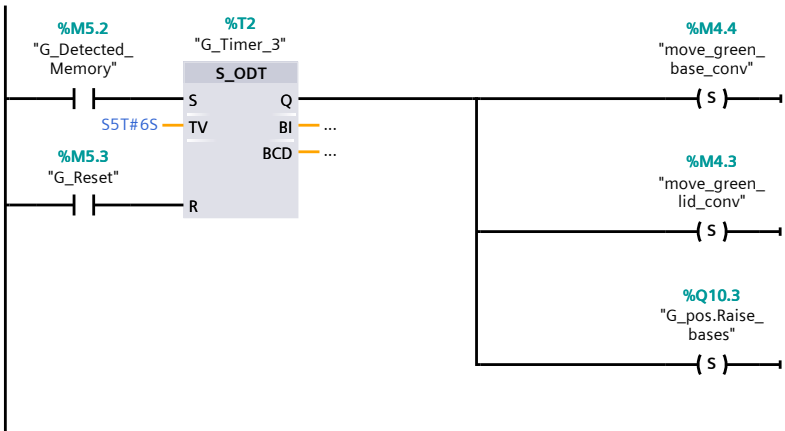 %M5.2
"G_Detected_
Memory"
%T2
"G_Timer_3"
S_ODT
S
Q
S5T#6S
TV
BI
...
BCD
...
%M5.3
"G_Reset"
R
%M4.4
"move_green_
base_conv"
S
%M4.3
"move_green_
lid_conv"
S
%Q10.3
"G_pos.Raise_
bases"
S